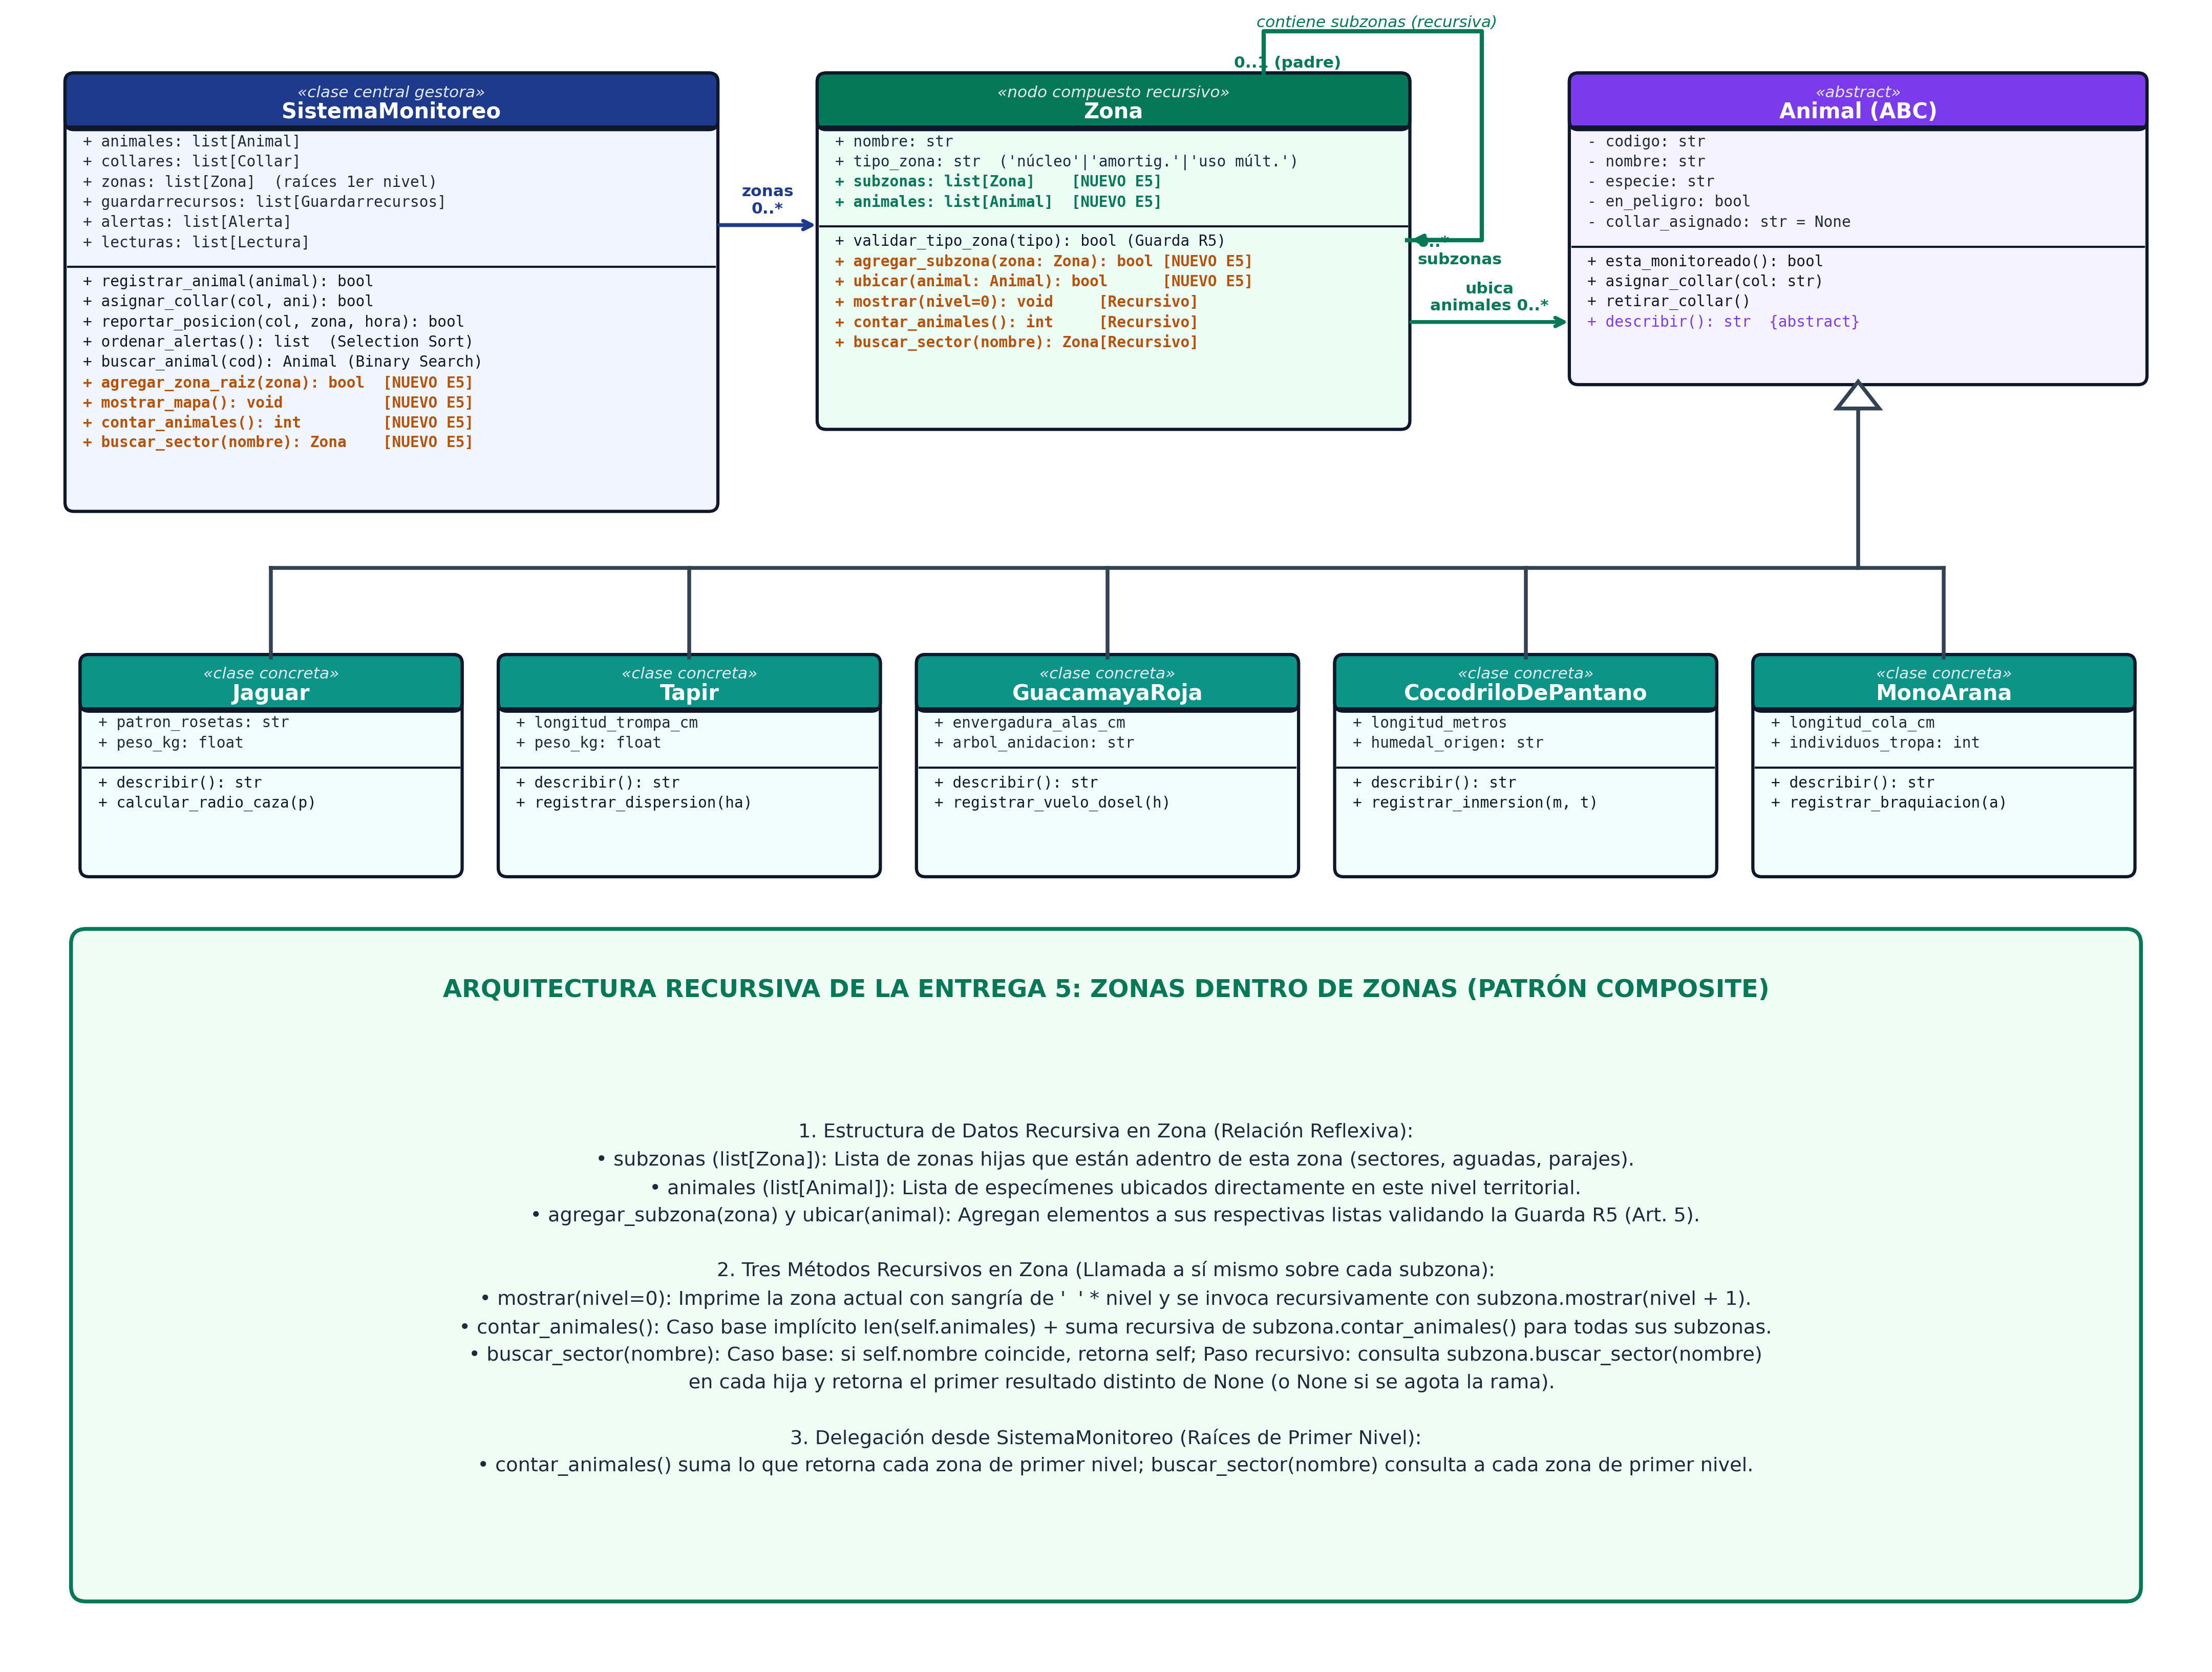 contiene subzonas (recursiva)
0..1 (padre)
«clase central gestora»
SistemaMonitoreo
+ animales: list[Animal]
+ collares: list[Collar]
+ zonas: list[Zona]  (raíces 1er nivel)
+ guardarrecursos: list[Guardarrecursos]
+ alertas: list[Alerta]
+ lecturas: list[Lectura]
+ registrar_animal(animal): bool
+ asignar_collar(col, ani): bool
+ reportar_posicion(col, zona, hora): bool
+ ordenar_alertas(): list  (Selection Sort)
+ buscar_animal(cod): Animal (Binary Search)
+ agregar_zona_raiz(zona): bool  [NUEVO E5]
+ mostrar_mapa(): void           [NUEVO E5]
+ contar_animales(): int         [NUEVO E5]
+ buscar_sector(nombre): Zona    [NUEVO E5]
zonas
0..*
«nodo compuesto recursivo»
Zona
+ nombre: str
+ tipo_zona: str  ('núcleo'|'amortig.'|'uso múlt.')
+ subzonas: list[Zona]    [NUEVO E5]
+ animales: list[Animal]  [NUEVO E5]
+ validar_tipo_zona(tipo): bool (Guarda R5)
+ agregar_subzona(zona: Zona): bool [NUEVO E5]
+ ubicar(animal: Animal): bool      [NUEVO E5]
+ mostrar(nivel=0): void     [Recursivo]
+ contar_animales(): int     [Recursivo]
+ buscar_sector(nombre): Zona[Recursivo]
0..*
subzonas
ubica
animales 0..*
«abstract»
Animal (ABC)
- codigo: str
- nombre: str
- especie: str
- en_peligro: bool
- collar_asignado: str = None
+ esta_monitoreado(): bool
+ asignar_collar(col: str)
+ retirar_collar()
+ describir(): str  {abstract}
«clase concreta»
Jaguar
+ patron_rosetas: str
+ peso_kg: float
+ describir(): str
+ calcular_radio_caza(p)
«clase concreta»
Tapir
+ longitud_trompa_cm
+ peso_kg: float
+ describir(): str
+ registrar_dispersion(ha)
«clase concreta»
GuacamayaRoja
+ envergadura_alas_cm
+ arbol_anidacion: str
+ describir(): str
+ registrar_vuelo_dosel(h)
«clase concreta»
CocodriloDePantano
+ longitud_metros
+ humedal_origen: str
+ describir(): str
+ registrar_inmersion(m, t)
«clase concreta»
MonoArana
+ longitud_cola_cm
+ individuos_tropa: int
+ describir(): str
+ registrar_braquiacion(a)
ARQUITECTURA RECURSIVA DE LA ENTREGA 5: ZONAS DENTRO DE ZONAS (PATRÓN COMPOSITE)
1. Estructura de Datos Recursiva en Zona (Relación Reflexiva):
• subzonas (list[Zona]): Lista de zonas hijas que están adentro de esta zona (sectores, aguadas, parajes).
• animales (list[Animal]): Lista de especímenes ubicados directamente en este nivel territorial.
• agregar_subzona(zona) y ubicar(animal): Agregan elementos a sus respectivas listas validando la Guarda R5 (Art. 5).
2. Tres Métodos Recursivos en Zona (Llamada a sí mismo sobre cada subzona):
• mostrar(nivel=0): Imprime la zona actual con sangría de '  ' * nivel y se invoca recursivamente con subzona.mostrar(nivel + 1).
• contar_animales(): Caso base implícito len(self.animales) + suma recursiva de subzona.contar_animales() para todas sus subzonas.
• buscar_sector(nombre): Caso base: si self.nombre coincide, retorna self; Paso recursivo: consulta subzona.buscar_sector(nombre)
en cada hija y retorna el primer resultado distinto de None (o None si se agota la rama).
3. Delegación desde SistemaMonitoreo (Raíces de Primer Nivel):
• contar_animales() suma lo que retorna cada zona de primer nivel; buscar_sector(nombre) consulta a cada zona de primer nivel.